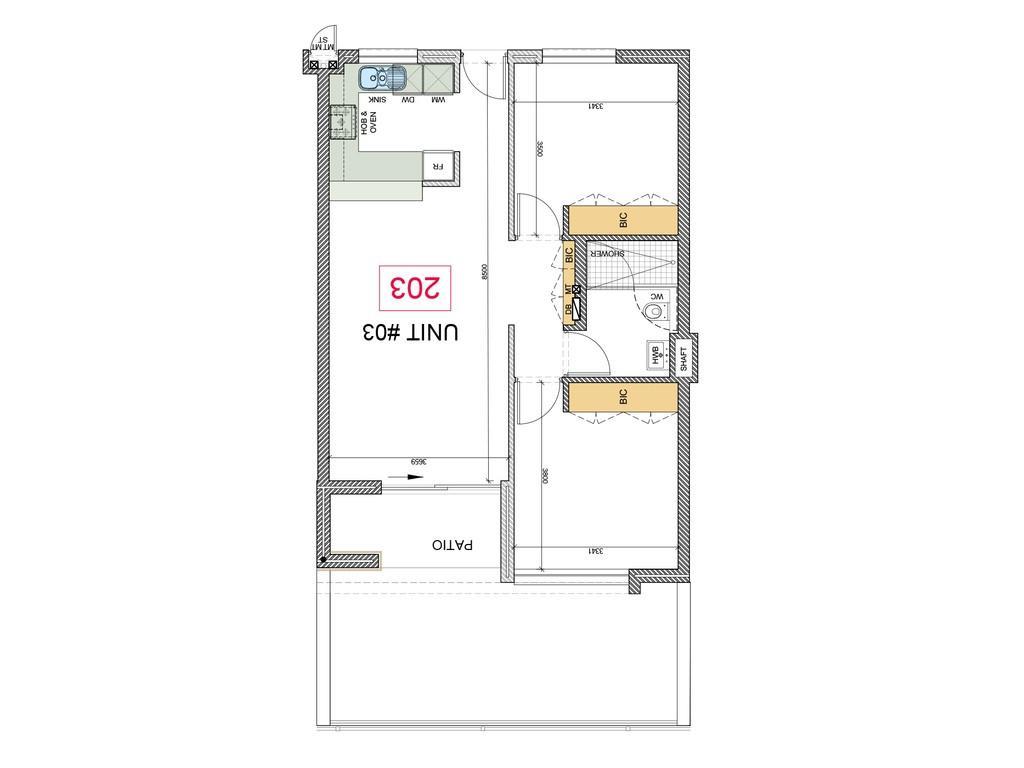 MT MT
ST
SINK
DW
WM
HOB &
OVEN
FR
3341
3500
BIC
8500
SHOWER
BIC
MT
DB
WC
203
UNIT #03
HWB
SHAFT
BIC
3659
3800
PATIO
3341